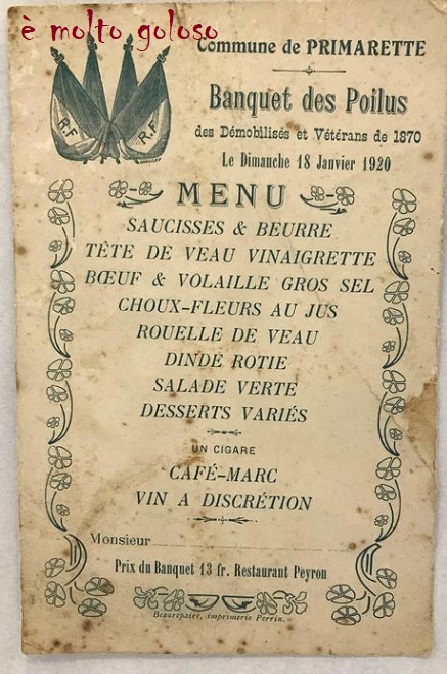 è molto goloso
Commune de PRIMARETTE
Banquet des Poilus
des Démobilisés et Vétérans de 1870
Le Dimanche 18 Janvier 1920
R.F
R.F
MENU
SAUCISSES & BEURRE
TÊTE DE VEAU VINAIGRETTE
BŒUF & VOLAILLE GROS SEL
CHOUX-FLEURS AU JUS
ROUELLE DE VEAU
DINDE ROTIE
SALADE VERTE
DESSERTS VARIÉS
UN CIGARE
CAFÉ-MARC
VIN A DISCRÉTION
Monsieur
Prix du Banquet 13 fr. Restaurant Peyron
Beaurepaire, imprimerie Perrin.